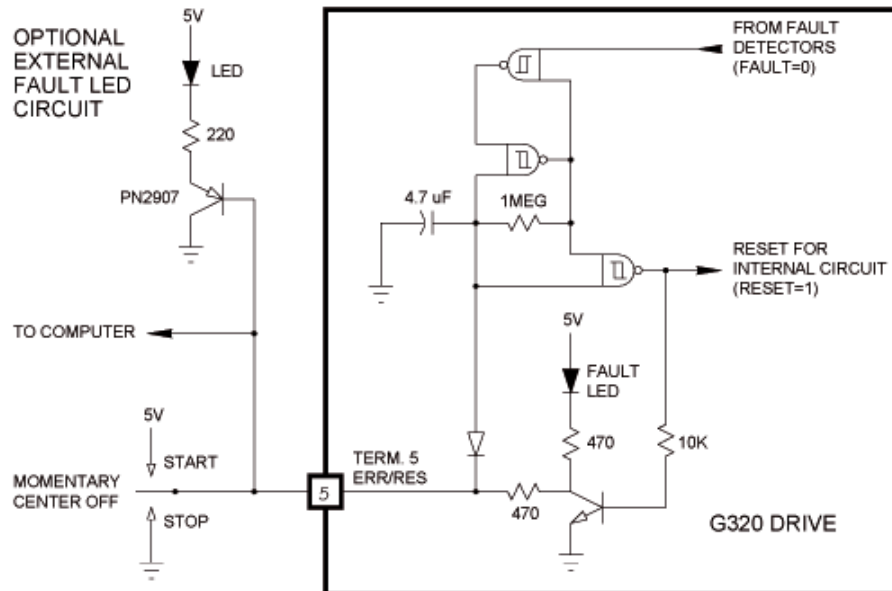 OPTIONAL
EXTERNAL
FAULT LED
CIRCUIT
5V
LED
220
PN2907
TO COMPUTER
5V
START
MOMENTARY
CENTER OFF
STOP
5
TERM. 5
ERR/RES
4.7 uF
1MEG
FROM FAULT
DETECTORS
(FAULT=0)
RESET FOR
INTERNAL CIRCUIT
(RESET=1)
5V
FAULT
LED
470
10K
470
G320 DRIVE